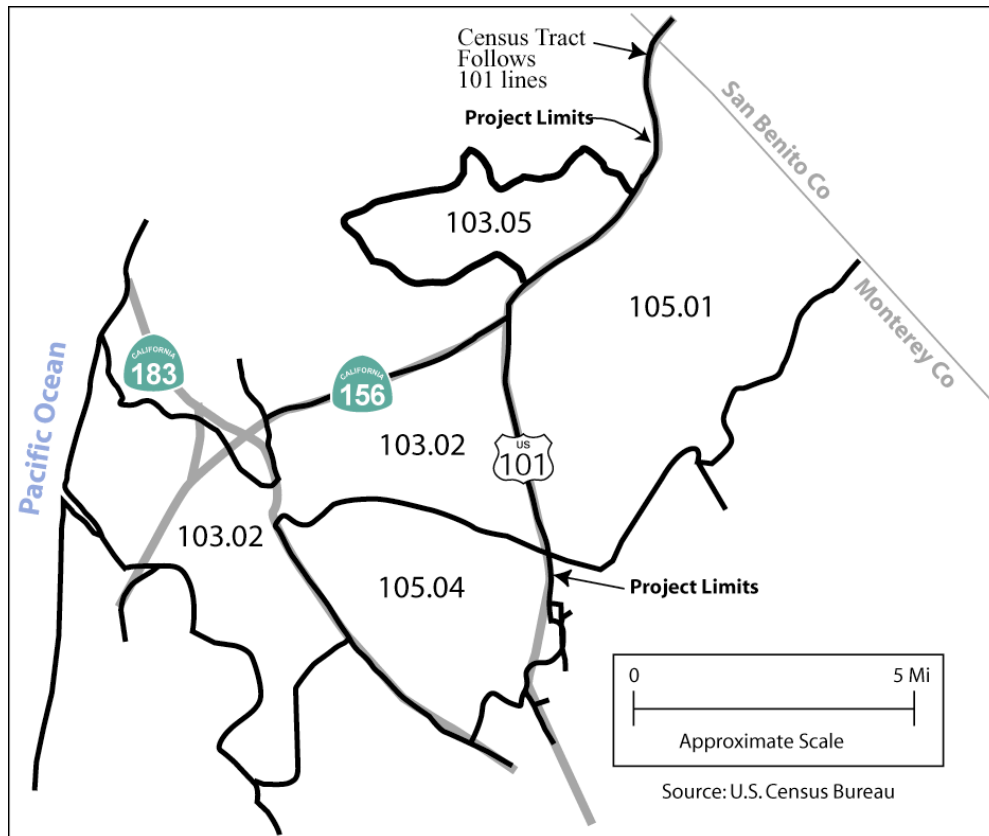 Census Tract
Follows
101 lines
Project Limits
San Benito Co
103.05
105.01
Monterey Co
Pacific Ocean
CALIFORNIA
183
CALIFORNIA
156
103.02
US
101
103.02
105.04
Project Limits
0 5 Mi
Approximate Scale
Source: U.S. Census Bureau